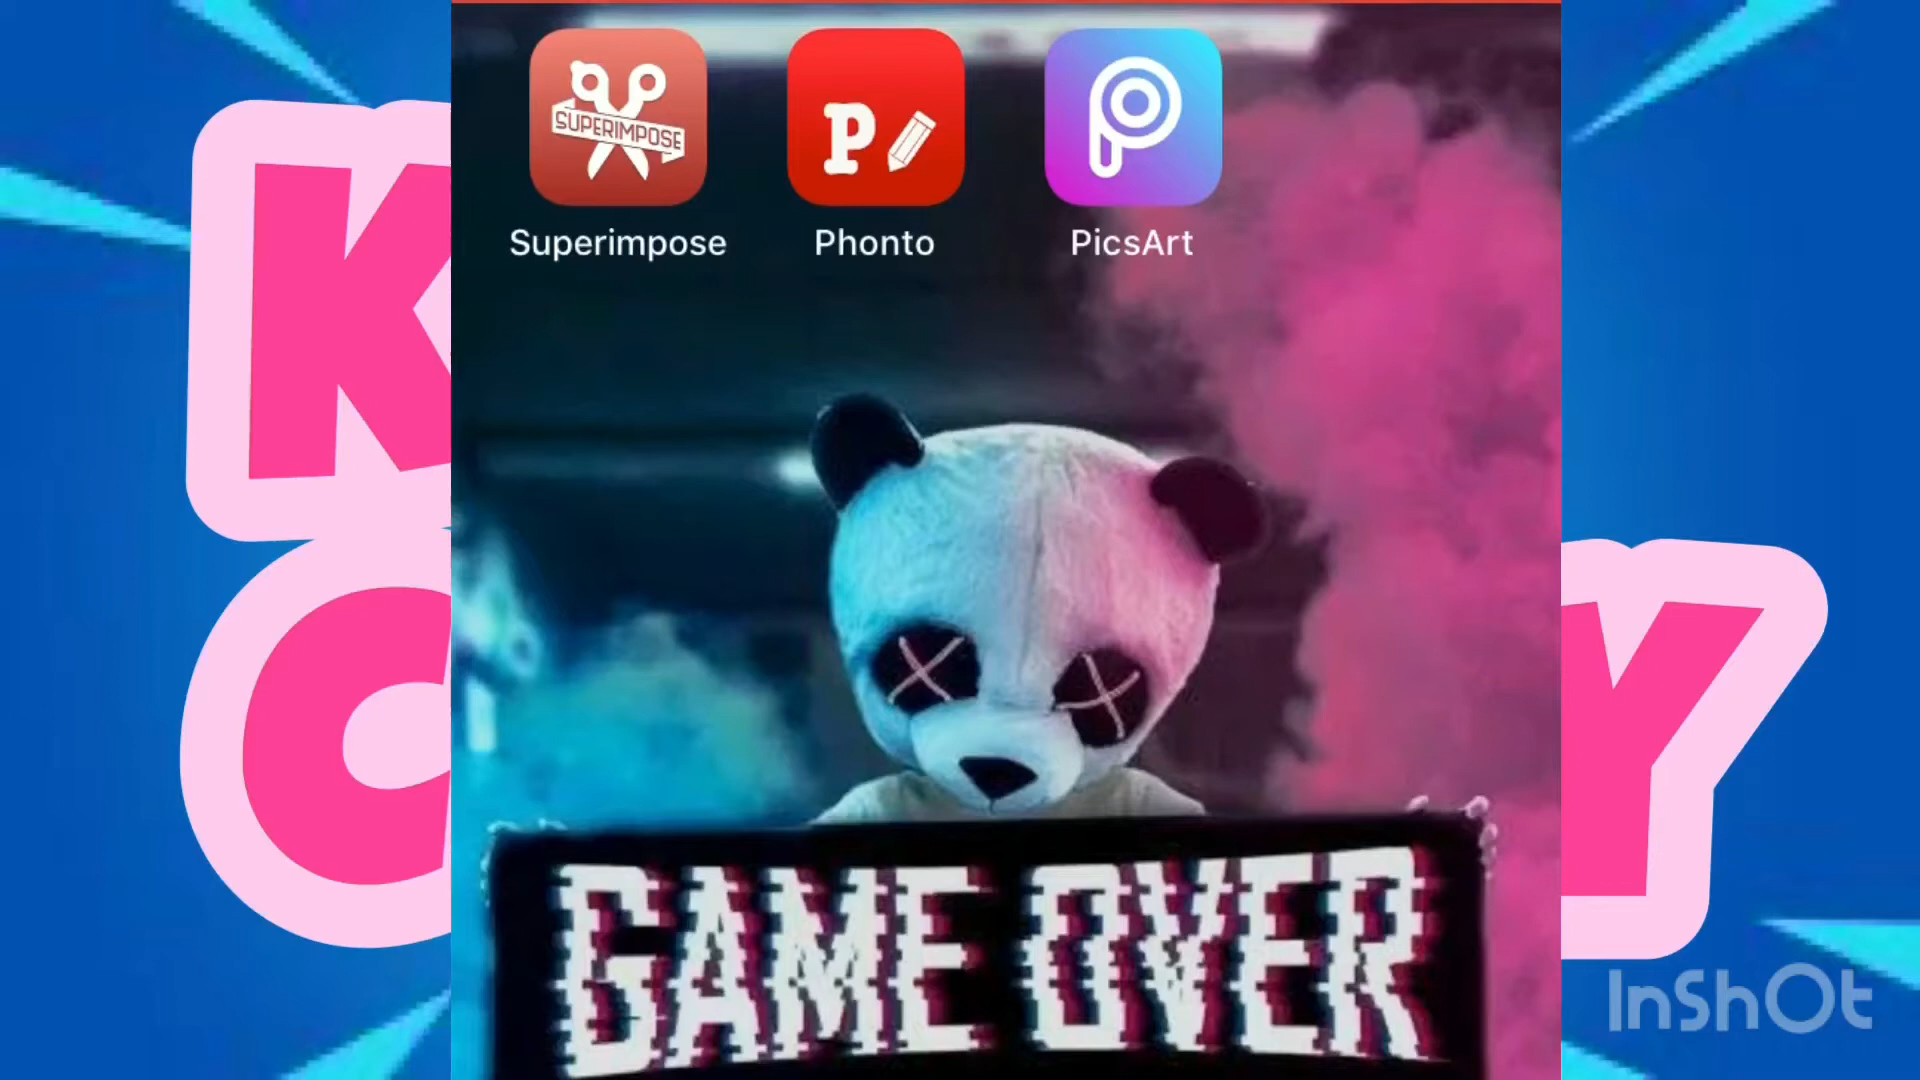 SUPERIMPOSE
P
Superimpose
Phonto
PicsArt
K
C
Y
GAME OVER
InShOt